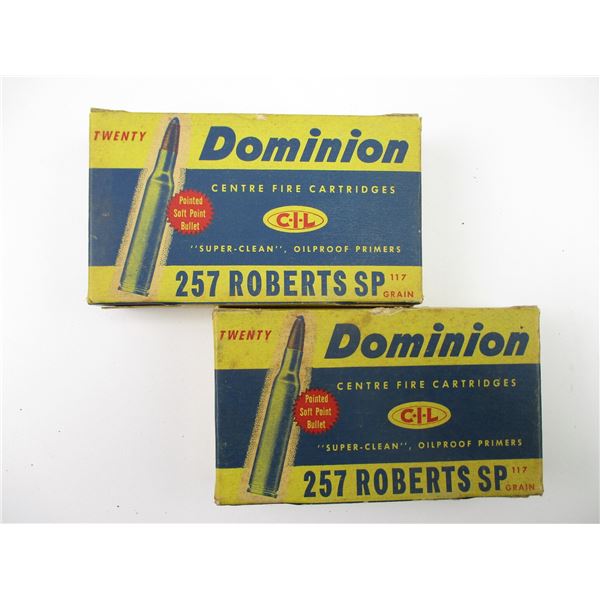 TWENTY
Dominion
CENTRE FIRE CARTRIDGES
Pointed
Soft Point
Bullet
C·I·L
"SUPER-CLEAN", OILPROOF PRIMERS
257 ROBERTS SP 117
GRAIN
TWENTY
Dominion
CENTRE FIRE CARTRIDGES
Pointed
Soft Point
Bullet
C·I·L
"SUPER-CLEAN", OILPROOF PRIMERS
257 ROBERTS SP 117
GRAIN